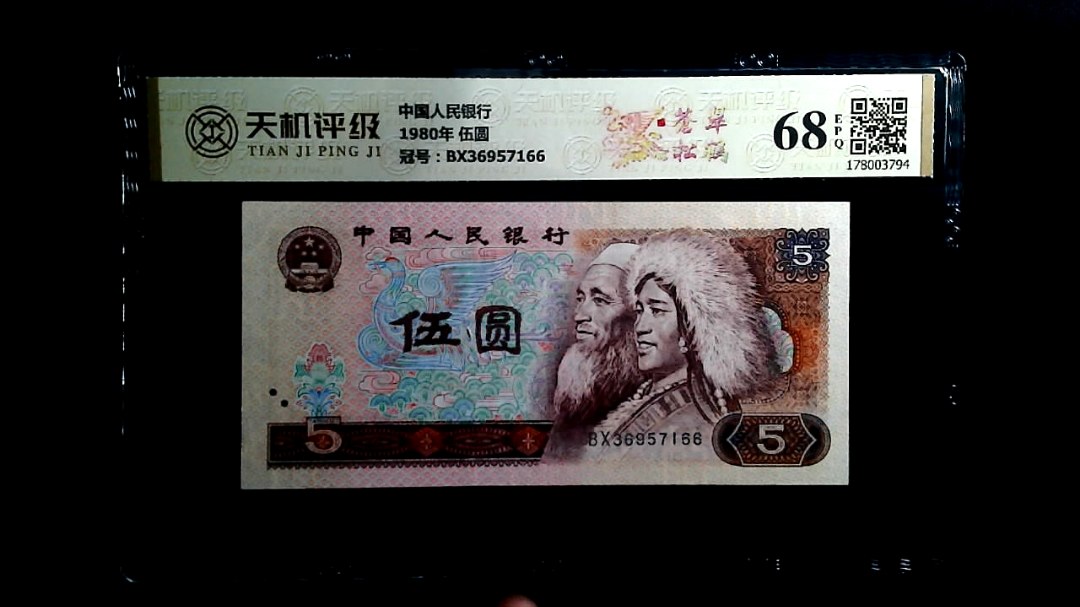 天机评级
TIAN JI PING JI
中国人民银行
1980年 伍圆
冠号：BX36957166
苍翠
松鹤
68
EPQ
178003794
中国人民银行
5
伍圆
5
BX36957166
5